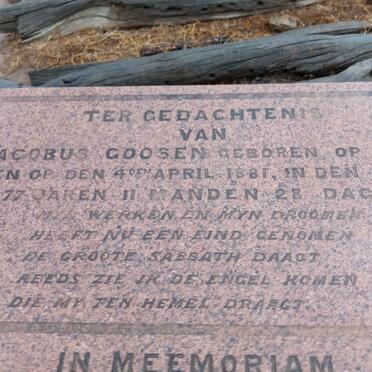 TER GEDACHTENIS
VAN
ACOBUS GOOSEN GEBOREN OP
EN OP DEN 4DEN APRIL 1881, IN DEN
77 JAREN 11 MANDEN 28 DAG
MYN WERKEN EN MYN DROOMEN
HEEFT NU EEN EIND GENOMEN
DE GROOTE SABBATH DAAGT
REEDS ZIE IK DE ENGEL KOMEN
DIE MY TEN HEMEL DRAAGT.
IN MEEMORIAM